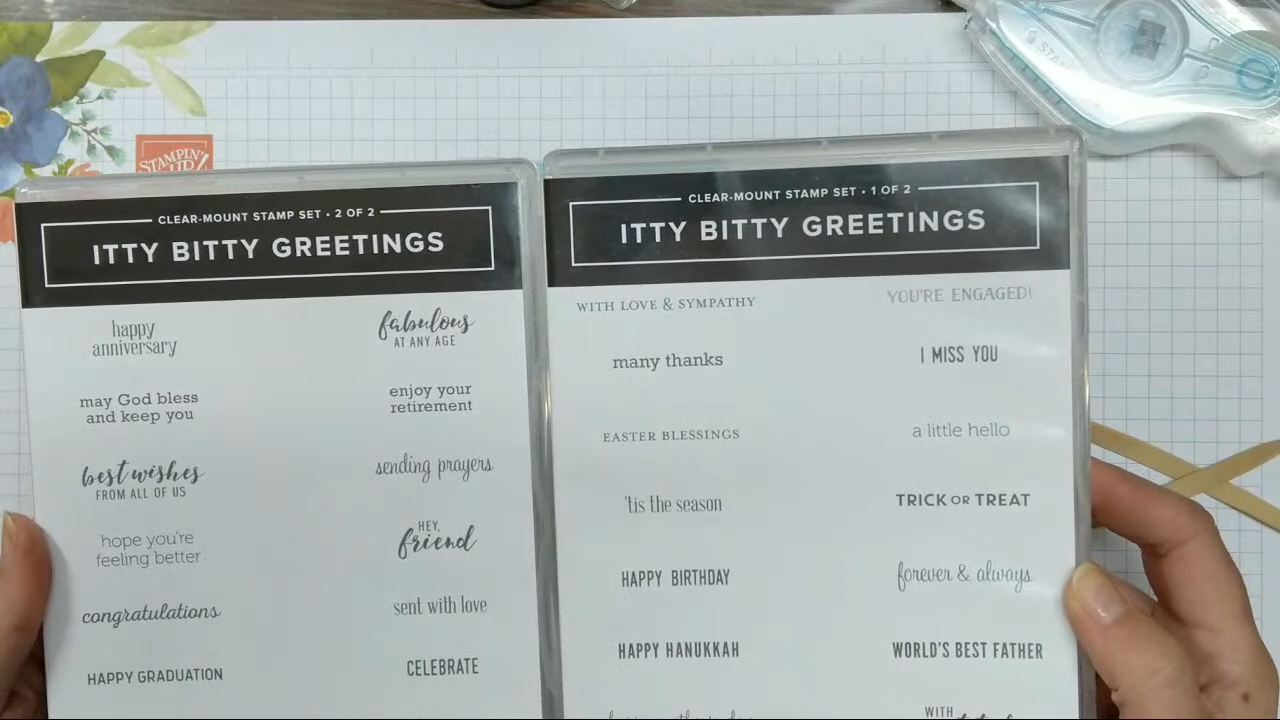 STAMPIN' UP!
CLEAR-MOUNT STAMP SET • 2 OF 2
ITTY BITTY GREETINGS
happy
anniversary
fabulous
AT ANY AGE
may God bless
and keep you
enjoy your
retirement
best wishes
FROM ALL OF US
sending prayers
hope you're
feeling better
HEY,
friend
congratulations
sent with love
HAPPY GRADUATION
CELEBRATE
CLEAR-MOUNT STAMP SET • 1 OF 2
ITTY BITTY GREETINGS
WITH LOVE & SYMPATHY
YOU'RE ENGAGED!
many thanks
I MISS YOU
EASTER BLESSINGS
a little hello
'tis the season
TRICK OR TREAT
HAPPY BIRTHDAY
forever & always
HAPPY HANUKKAH
WORLD'S BEST FATHER
WITH